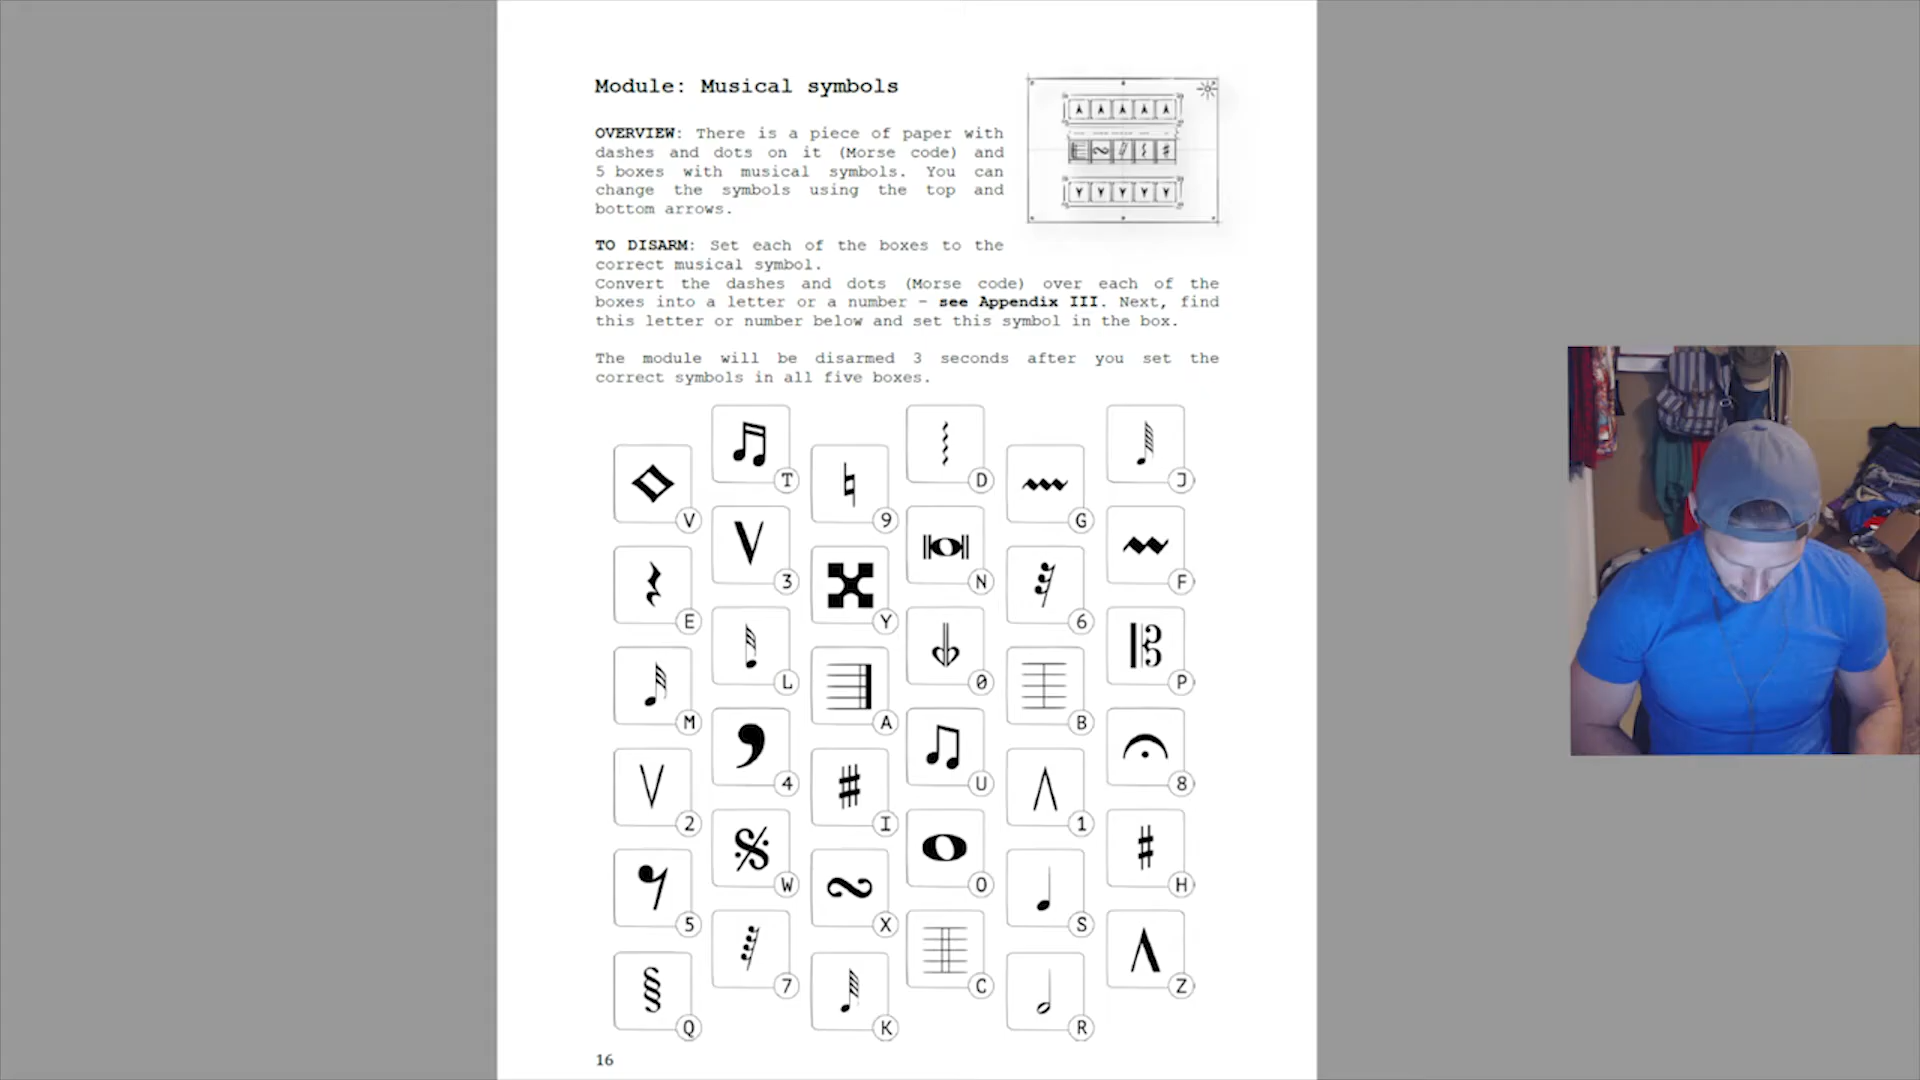 Module: Musical symbols
OVERVIEW: There is a piece of paper with
dashes and dots on it (Morse code) and
5 boxes with musical symbols. You can
change the symbols using the top and
bottom arrows.
TO DISARM: Set each of the boxes to the
correct musical symbol.
Convert the dashes and dots (Morse code) over each of the
boxes into a letter or a number – see Appendix III. Next, find
this letter or number below and set this symbol in the box.
The module will be disarmed 3 seconds after you set the
correct symbols in all five boxes.
T D J
V 9 G
3 N F
E Y 6
L 0 P
M A B
4 U 8
2 I 1
W O H
5 X S
7 C Z
Q K R
16